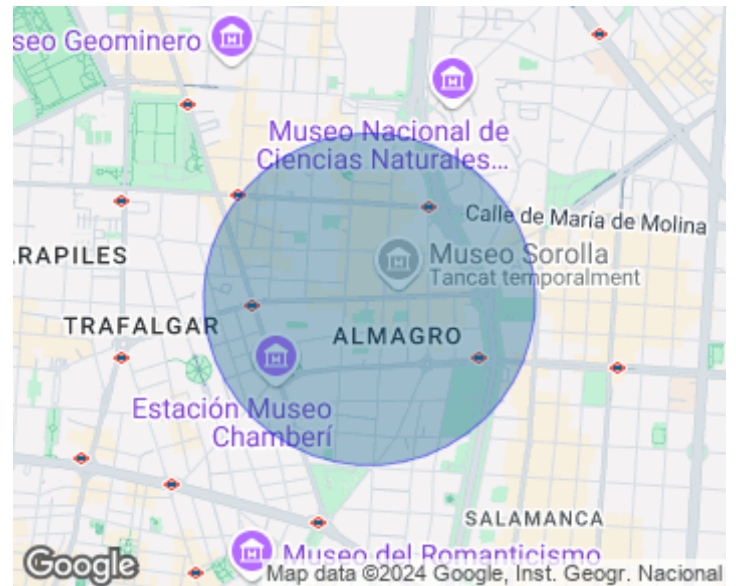 seo Geominero
Museo Nacional de
Ciencias Naturales...
Calle de María de Molina
Museo Sorolla
Tancat temporalment
RAPILES
TRAFALGAR
ALMAGRO
Estación Museo
Chamberí
SALAMANCA
Museo del Romanticismo
Google
Map data ©2024 Google, Inst. Geogr. Nacional